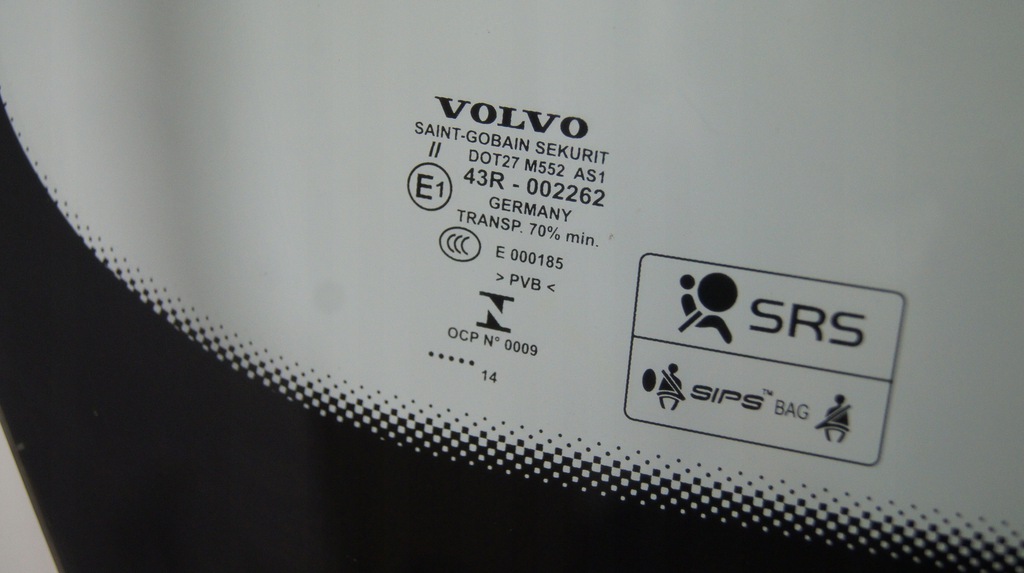 VOLVO
SAINT-GOBAIN SEKURIT
//
DOT27 M552 AS1
E1 43R - 002262
GERMANY
TRANSP. 70% min.
CCC E 000185
> PVB <
OCP N° 0009
..... 14
SRS
SIPS™ BAG